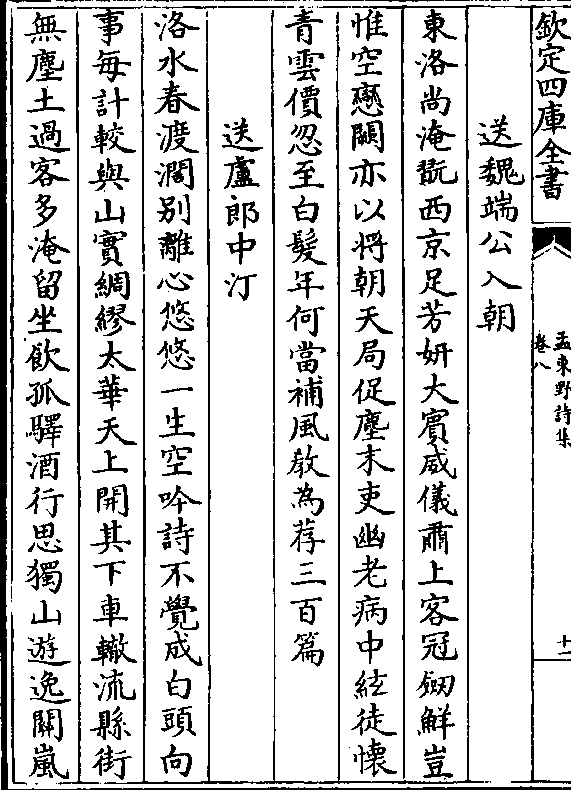 欽定四庫全書
孟東野詩集
卷八
十一
送魏端公入朝
東洛尚淹翫西京足芳妍大賓威儀肅上客冠釼鮮豈
惟空戀闕亦以將朝天局促塵末吏幽老病中絃徒懷
青雲價忽至白髮年何當補風教為荐三百篇
送盧郎中汀
洛水春渡濶别離心悠悠一生空吟詩不覺成白頭向
事每計較與山實綢繆太華天上開其下車轍流縣街
無塵土過客多淹留坐飲孤驛酒行思獨山遊逸關嵐